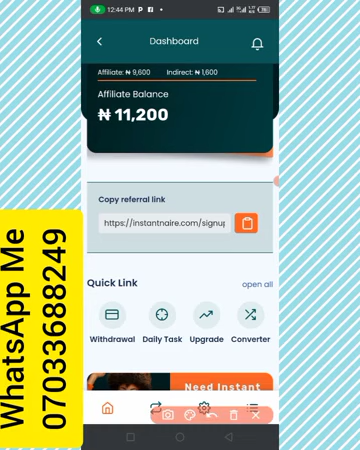 12:44 PM
Dashboard
Affiliate: ₦ 9,600 Indirect: ₦ 1,600
Affiliate Balance
₦ 11,200
Copy referral link
https://instantnaire.com/signup
Quick Link
open all
Withdrawal Daily Task Upgrade Converter
Need Instant
WhatsApp Me
07033688249